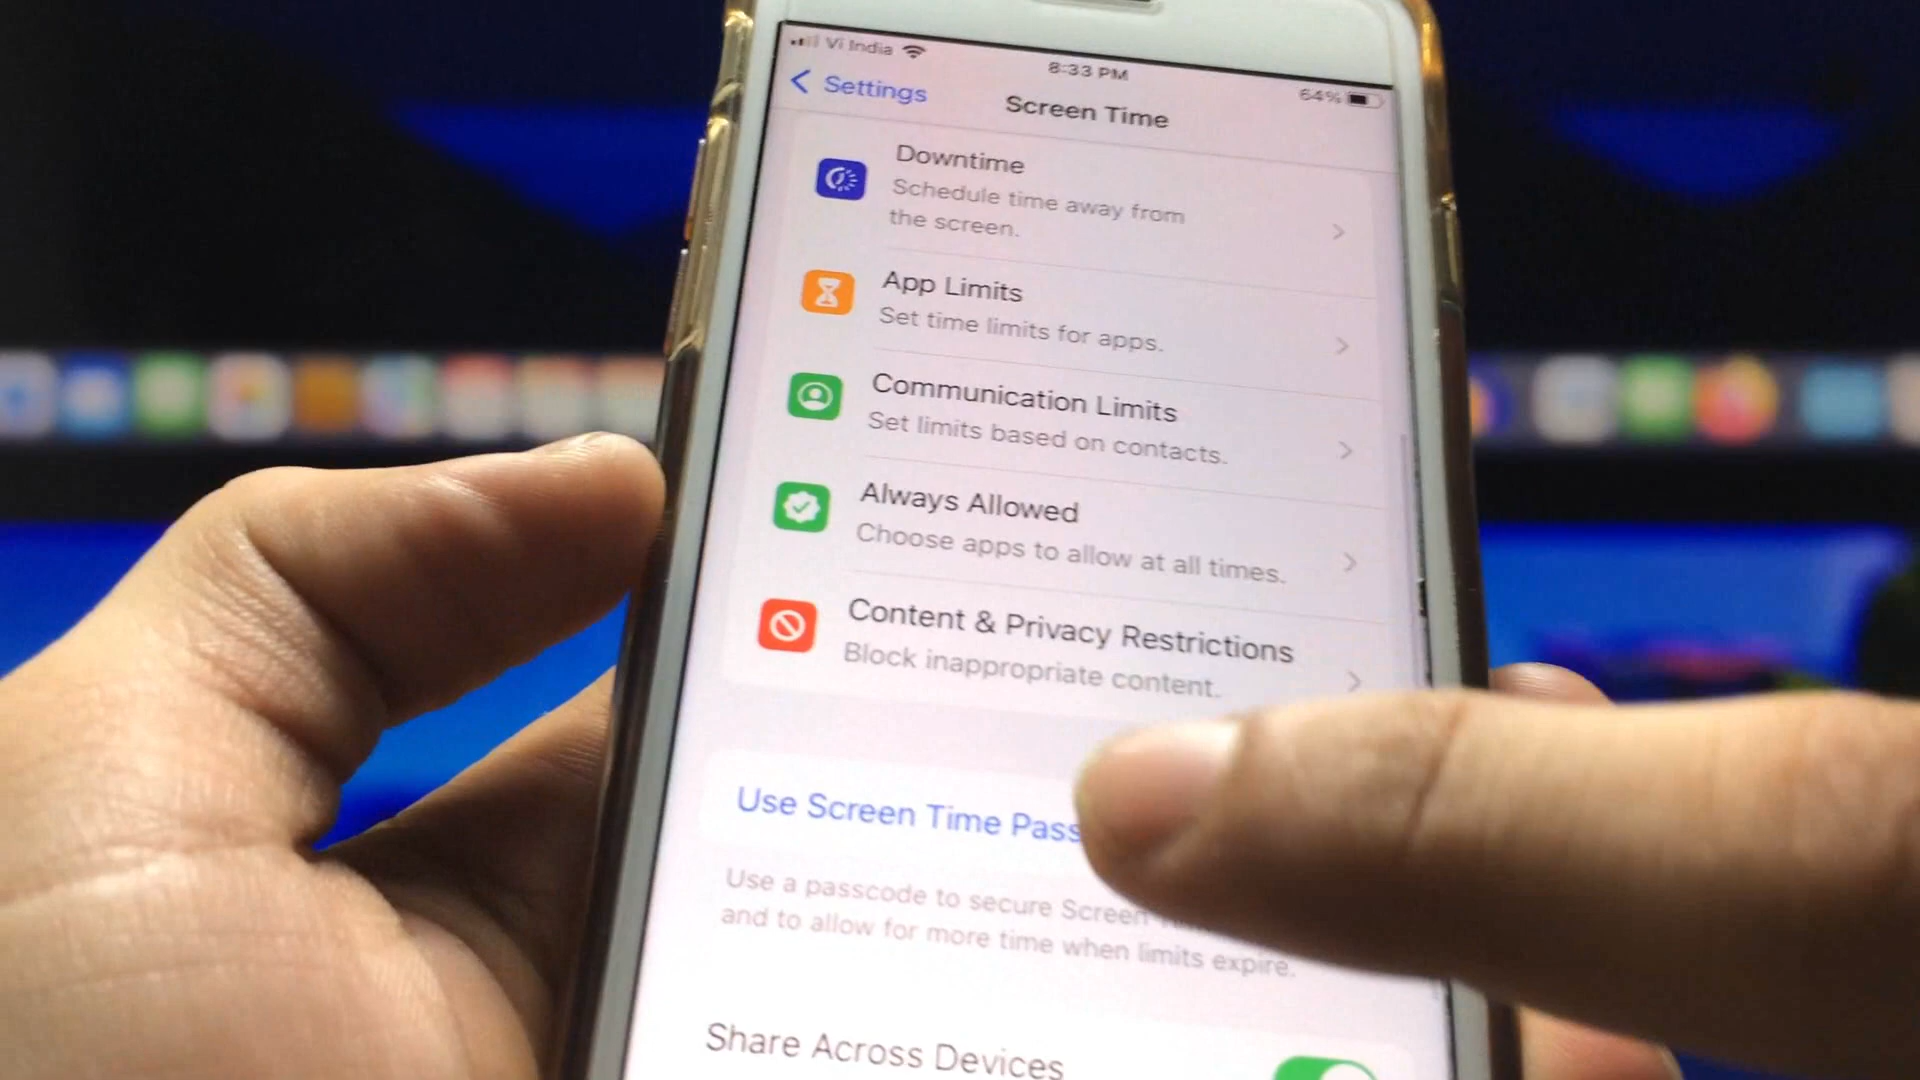 Vi India
8:33 PM
64%
Settings
Screen Time
Downtime
Schedule time away from
the screen.
App Limits
Set time limits for apps.
Communication Limits
Set limits based on contacts.
Always Allowed
Choose apps to allow at all times.
Content & Privacy Restrictions
Block inappropriate content.
Use Screen Time Pass
Use a passcode to secure Screen
and to allow for more time when limits expire.
Share Across Devices